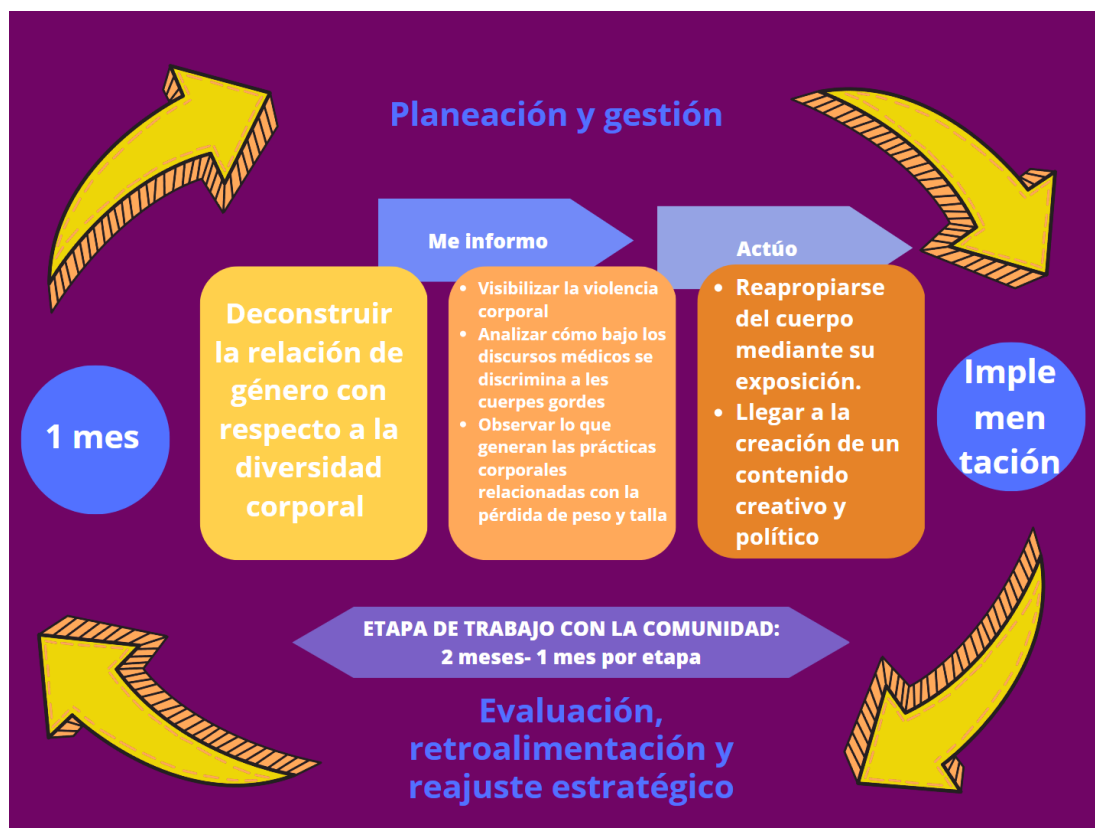 Planeación y gestión
Me informo
Actúo
Deconstruir
la relación de
género con
respecto a la
diversidad
corporal
• Visibilizar la violencia
corporal
• Analizar cómo bajo los
discursos médicos se
discrimina a les
cuerpes gordes
• Observar lo que
generan las prácticas
corporales
relacionadas con la
pérdida de peso y talla
• Reapropiarse
del cuerpo
mediante su
exposición.
• Llegar a la
creación de un
contenido
creativo y
político
1 mes
Imple
men
tación
ETAPA DE TRABAJO CON LA COMUNIDAD:
2 meses- 1 mes por etapa
Evaluación,
retroalimentación y
reajuste estratégico